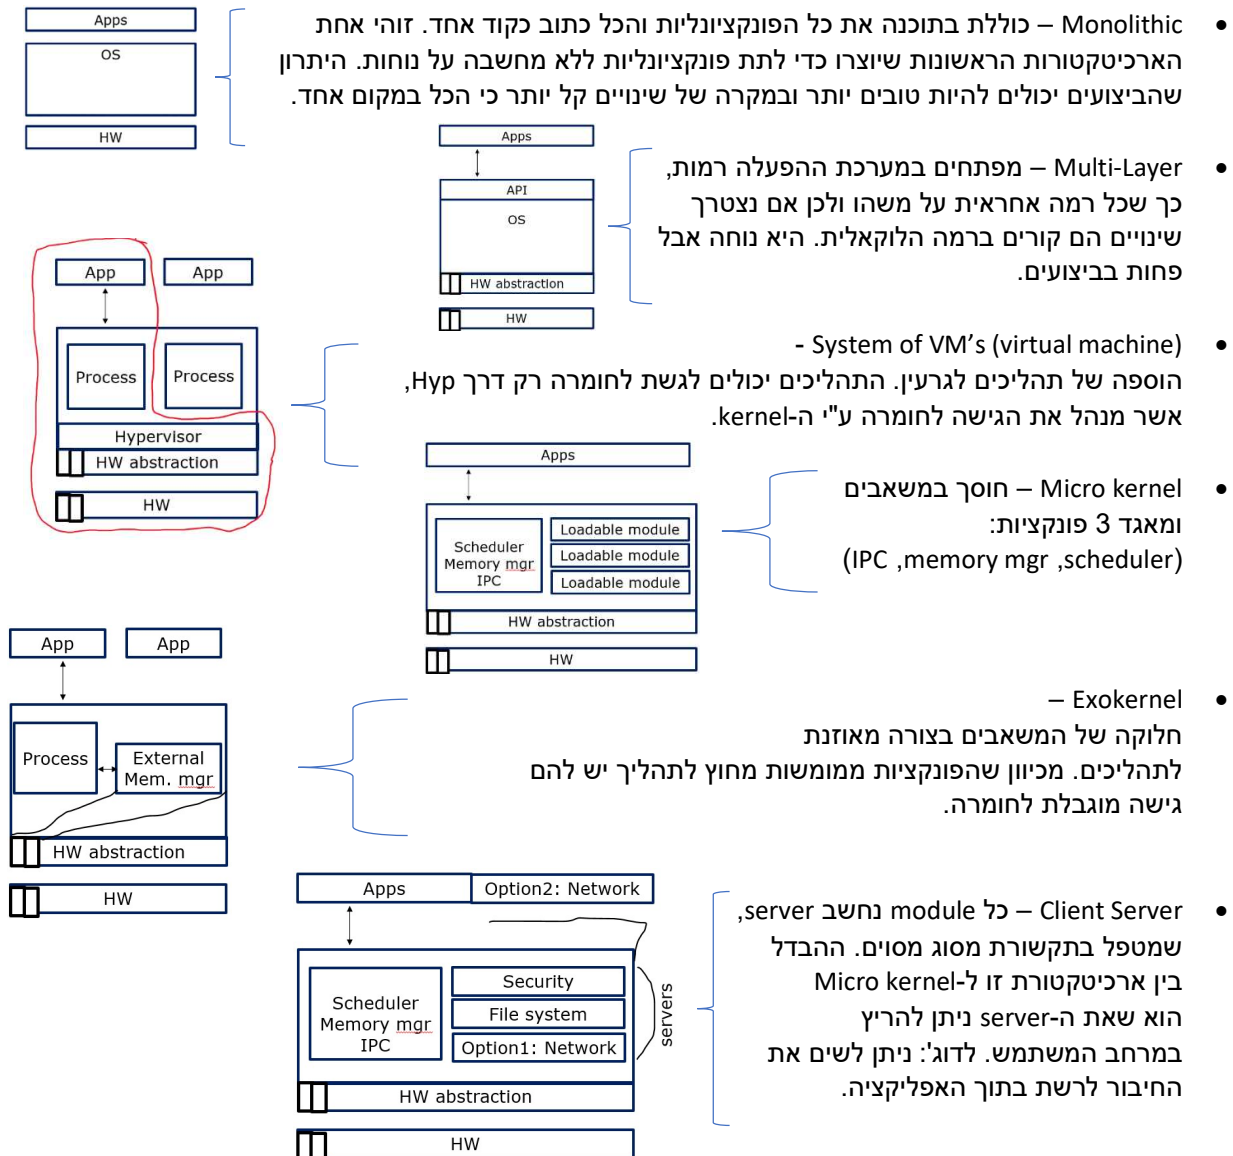 • Monolithic – כוללת בתוכנה את כל הפונקציונליות והכל כתוב כקוד אחד. זוהי אחת
הארכיטקטורות הראשונות שיוצרו כדי לתת פונקציונליות ללא מחשבה על נוחות. היתרון
שהביצועים יכולים להיות טובים יותר ובמקרה של שינויים קל יותר כי הכל במקום אחד.
Apps
OS
HW
• Multi-Layer – מפתחים במערכת ההפעלה רמות,
כך שכל רמה אחראית על משהו ולכן אם נצטרך
שינויים הם קורים ברמה הלוקאלית. היא נוחה אבל
פחות בביצועים.
Apps
API
OS
HW abstraction
HW
• System of VM's (virtual machine) -
הוספה של תהליכים לגרעין. התהליכים יכולים לגשת לחומרה רק דרך Hyp,
אשר מנהל את הגישה לחומרה ע"י ה-kernel.
App
App
Process
Process
Hypervisor
HW abstraction
HW
• Micro kernel – חוסך במשאבים
ומאגד 3 פונקציות:
(IPC ,memory mgr ,scheduler)
Apps
Scheduler
Memory mgr
IPC
Loadable module
Loadable module
Loadable module
HW abstraction
HW
• Exokernel –
חלוקה של המשאבים בצורה מאוזנת
לתהליכים. מכיוון שהפונקציות ממומשות מחוץ לתהליך יש להם
גישה מוגבלת לחומרה.
App
App
Process
External
Mem. mgr
HW abstraction
HW
• Client Server – כל module נחשב server,
שמטפל בתקשורת מסוג מסוים. ההבדל
בין ארכיטקטורת זו ל-Micro kernel
הוא שאת ה-server ניתן להריץ
במרחב המשתמש. לדוג': ניתן לשים את
החיבור לרשת בתוך האפליקציה.
Apps
Option2: Network
Scheduler
Memory mgr
IPC
Security
File system
Option1: Network
servers
HW abstraction
HW